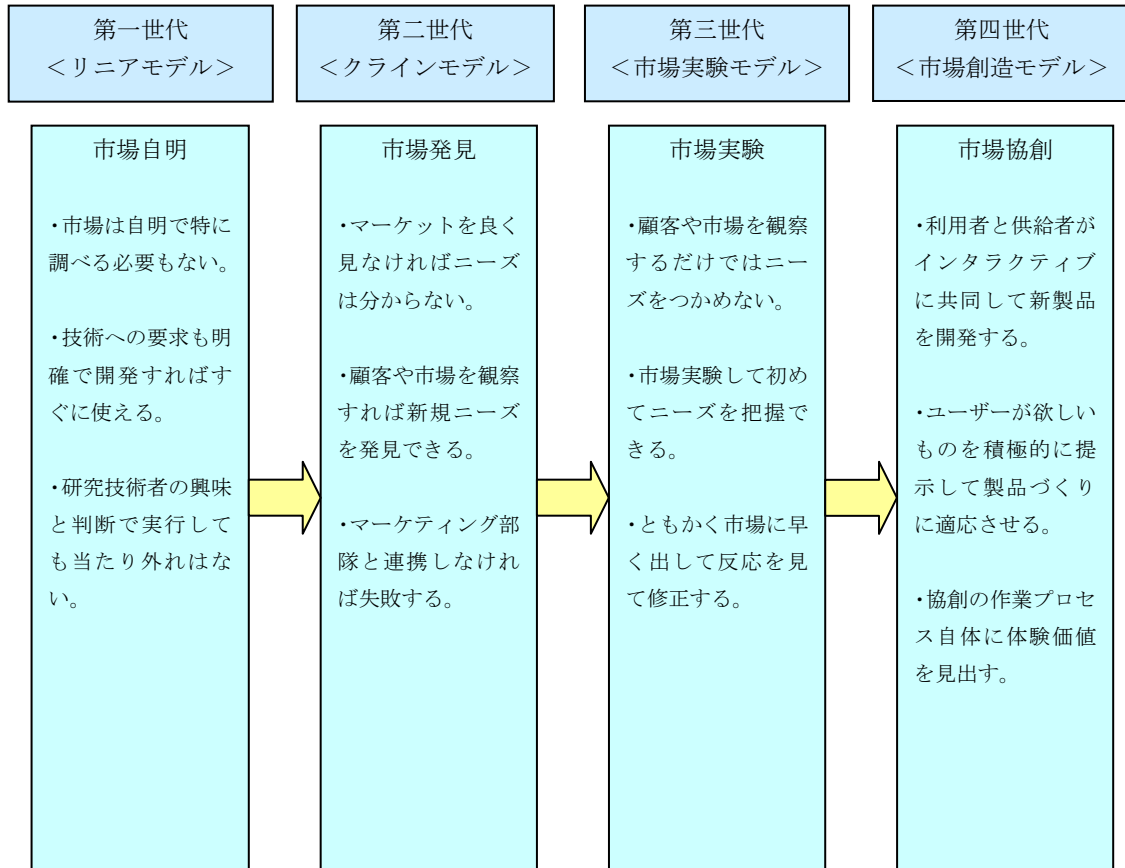 第一世代
＜リニアモデル＞
市場自明
・市場は自明で特に
調べる必要もない。
・技術への要求も明
確で開発すればす
ぐに使える。
・研究技術者の興味
と判断で実行して
も当たり外れはな
い。
第二世代
＜クラインモデル＞
市場発見
・マーケットを良く
見なければニーズ
は分からない。
・顧客や市場を観察
すれば新規ニーズ
を発見できる。
・マーケティング部
隊と連携しなけれ
ば失敗する。
第三世代
＜市場実験モデル＞
市場実験
・顧客や市場を観察
するだけではニー
ズをつかめない。
・市場実験して初め
てニーズを把握で
きる。
・ともかく市場に早
く出して反応を見
て修正する。
第四世代
＜市場創造モデル＞
市場協創
・利用者と供給者が
インタラクティブ
に共同して新製品
を開発する。
・ユーザーが欲しい
ものを積極的に提
示して製品づくり
に適応させる。
・協創の作業プロセ
ス自体に体験価値
を見出す。